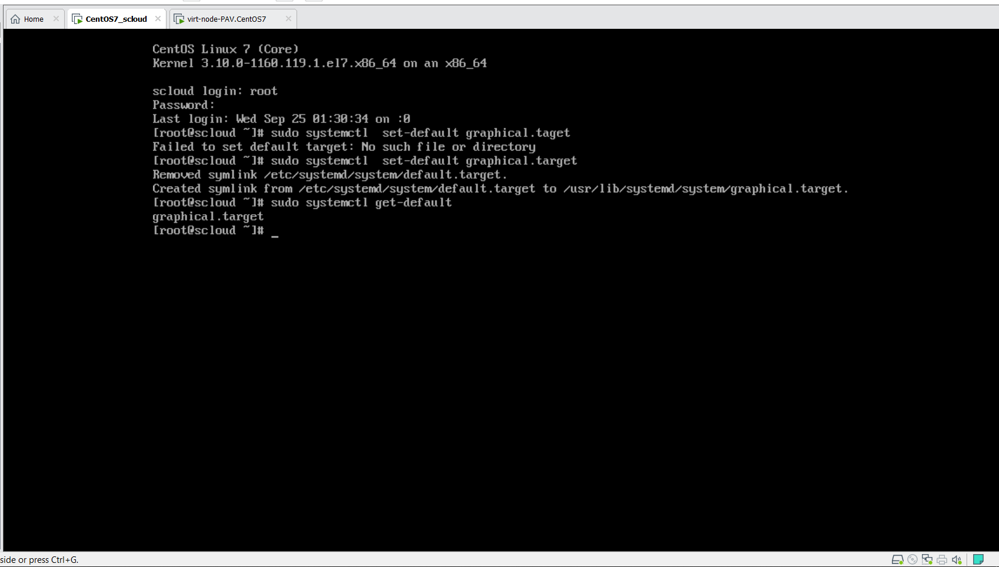 Home
CentOS7_scloud
virt-node-PAV.CentOS7
CentOS Linux 7 (Core)
Kernel 3.10.0-1160.119.1.el7.x86_64 on an x86_64
scloud login: root
Password:
Last login: Wed Sep 25 01:30:34 on :0
[root@scloud ~]# sudo systemctl  set-default graphical.taget
Failed to set default target: No such file or directory
[root@scloud ~]# sudo systemctl  set-default graphical.target
Removed symlink /etc/systemd/system/default.target.
Created symlink from /etc/systemd/system/default.target to /usr/lib/systemd/system/graphical.target.
[root@scloud ~]# sudo systemctl get-default
graphical.target
[root@scloud ~]# _
side or press Ctrl+G.